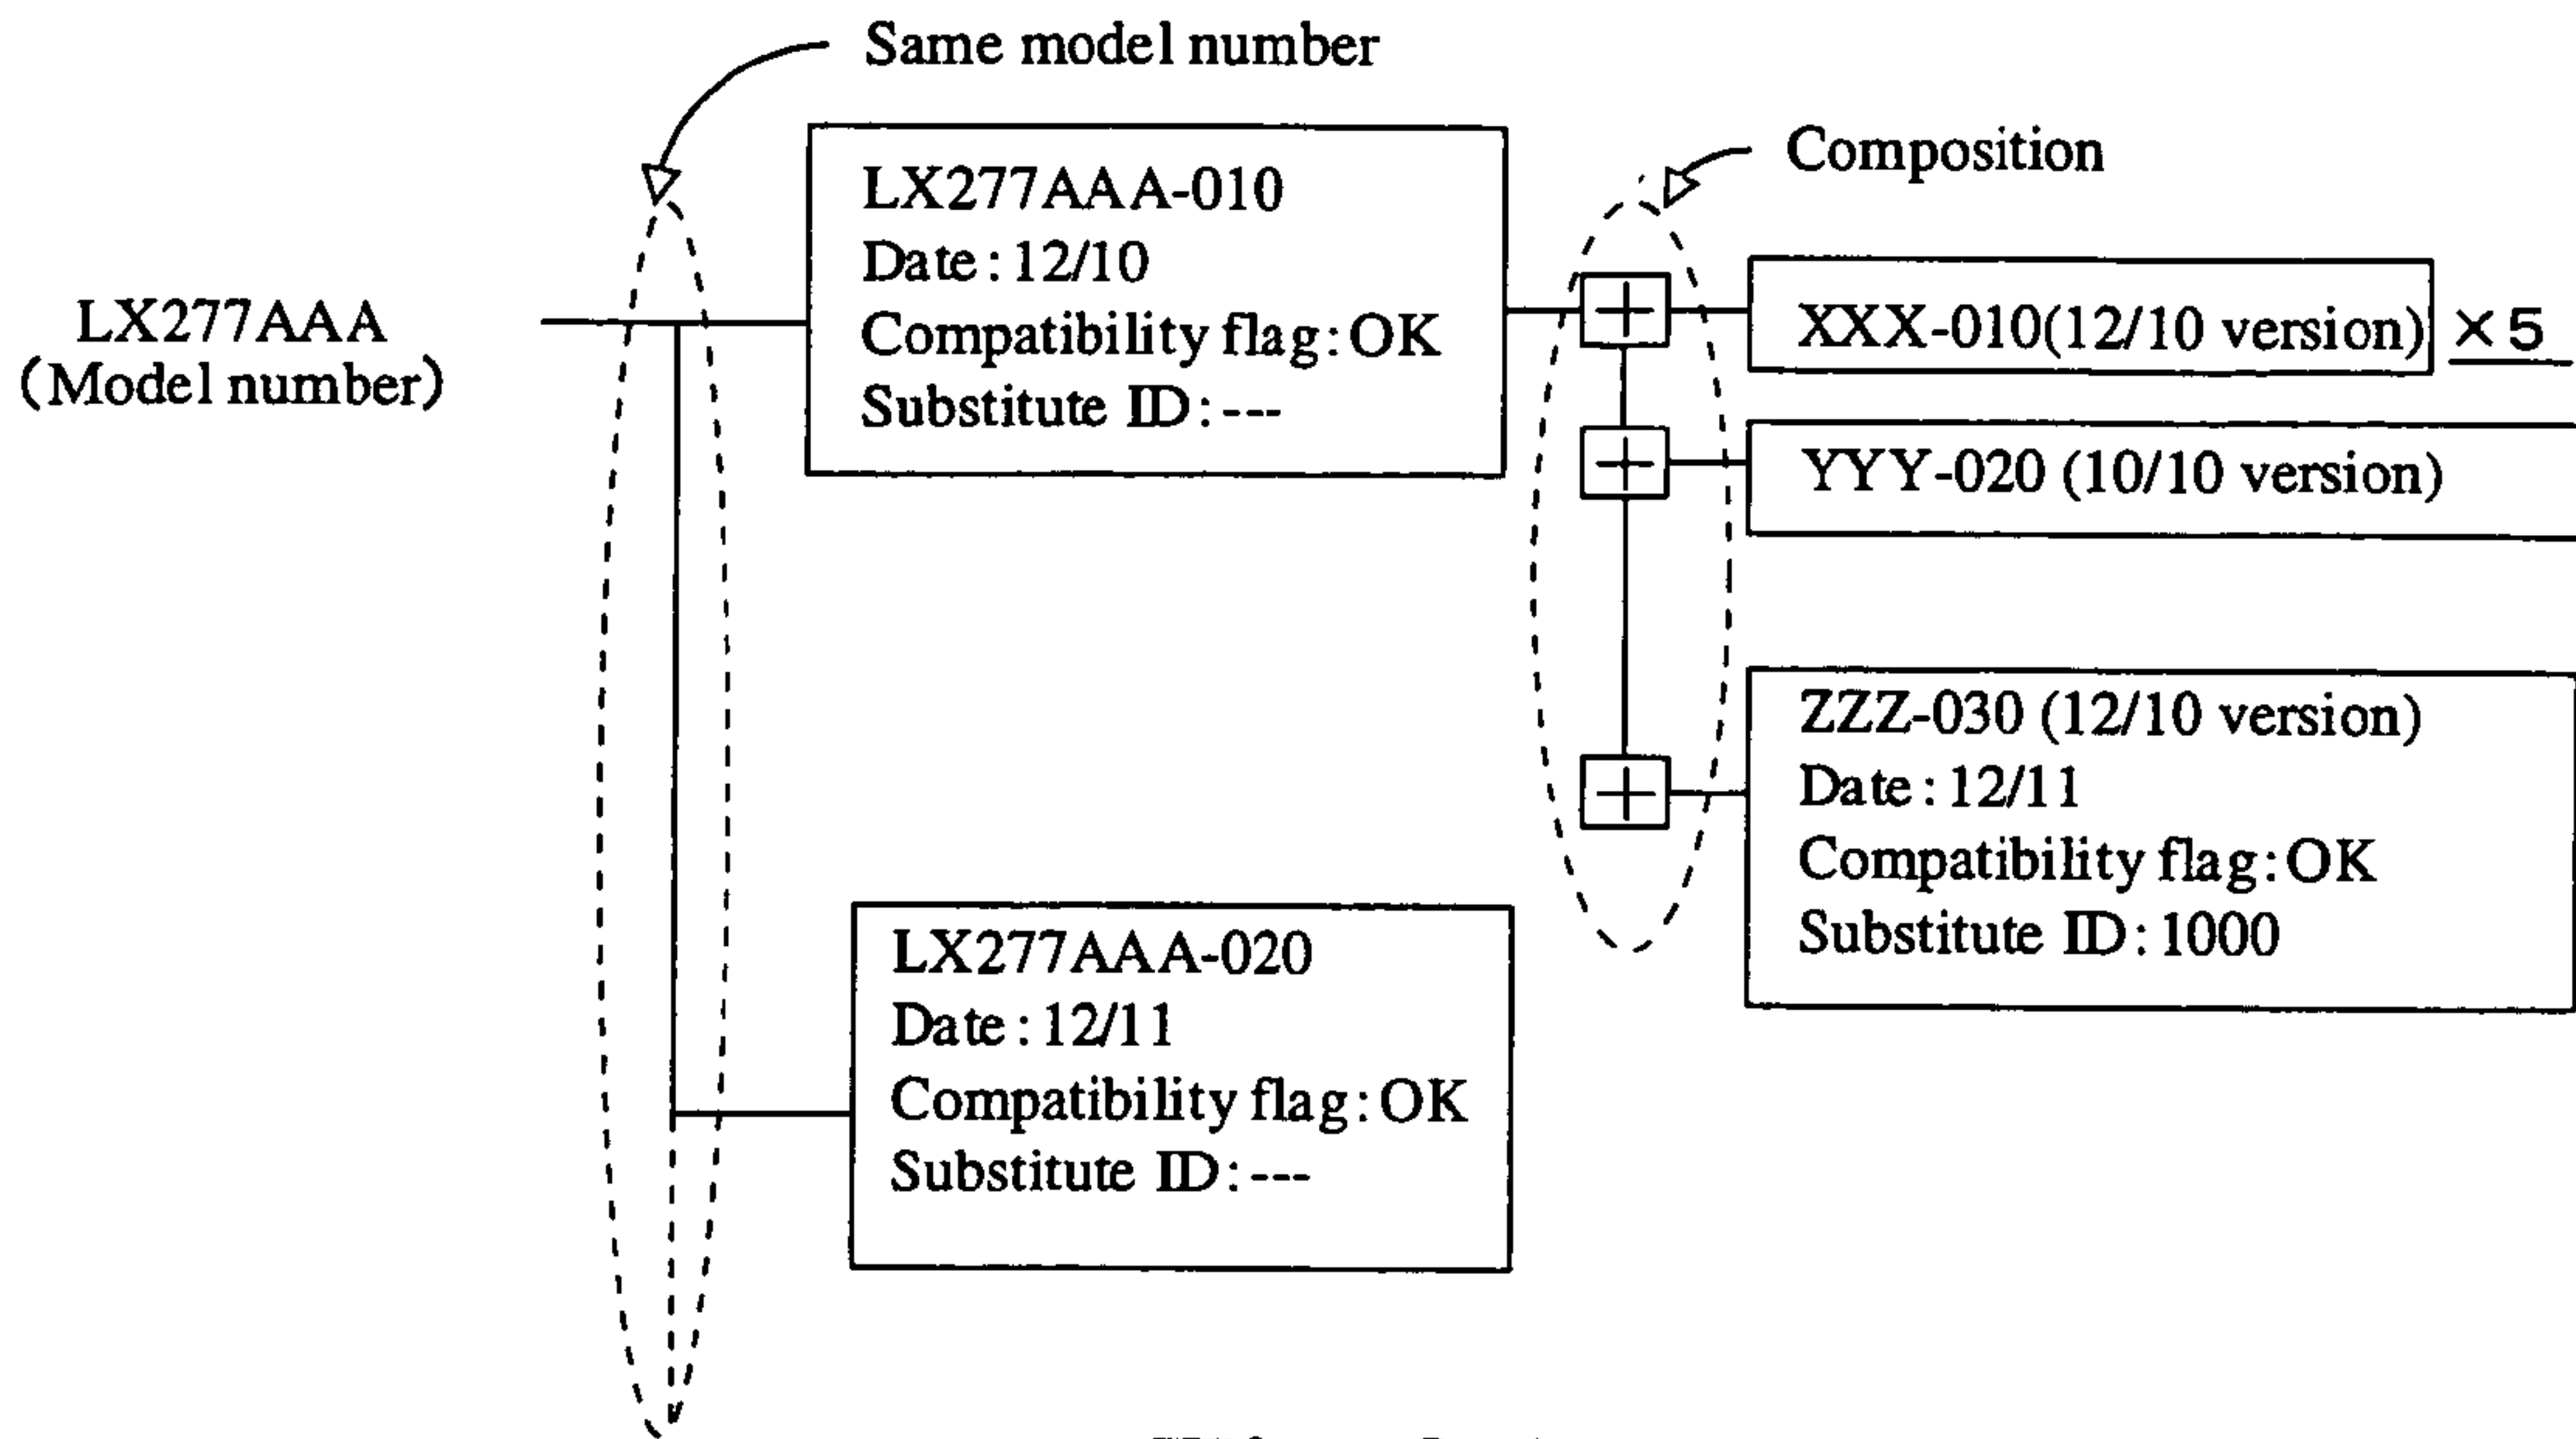 Same model number
LX277AAA
(Model number)
LX277AAA-010
Date: 12/10
Compatibility flag: OK
Substitute ID: ---
Composition
XXX-010(12/10 version) ×5
YYY-020 (10/10 version)
ZZZ-030 (12/10 version)
Date: 12/11
Compatibility flag: OK
Substitute ID: 1000
LX277AAA-020
Date: 12/11
Compatibility flag: OK
Substitute ID: ---